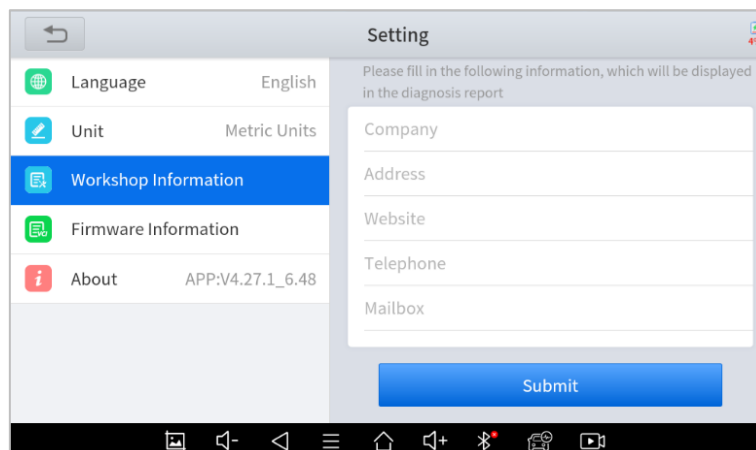 Setting
Language English
Unit Metric Units
Workshop Information
Firmware Information
About APP:V4.27.1_6.48
Please fill in the following information, which will be displayed
in the diagnosis report
Company
Address
Website
Telephone
Mailbox
Submit